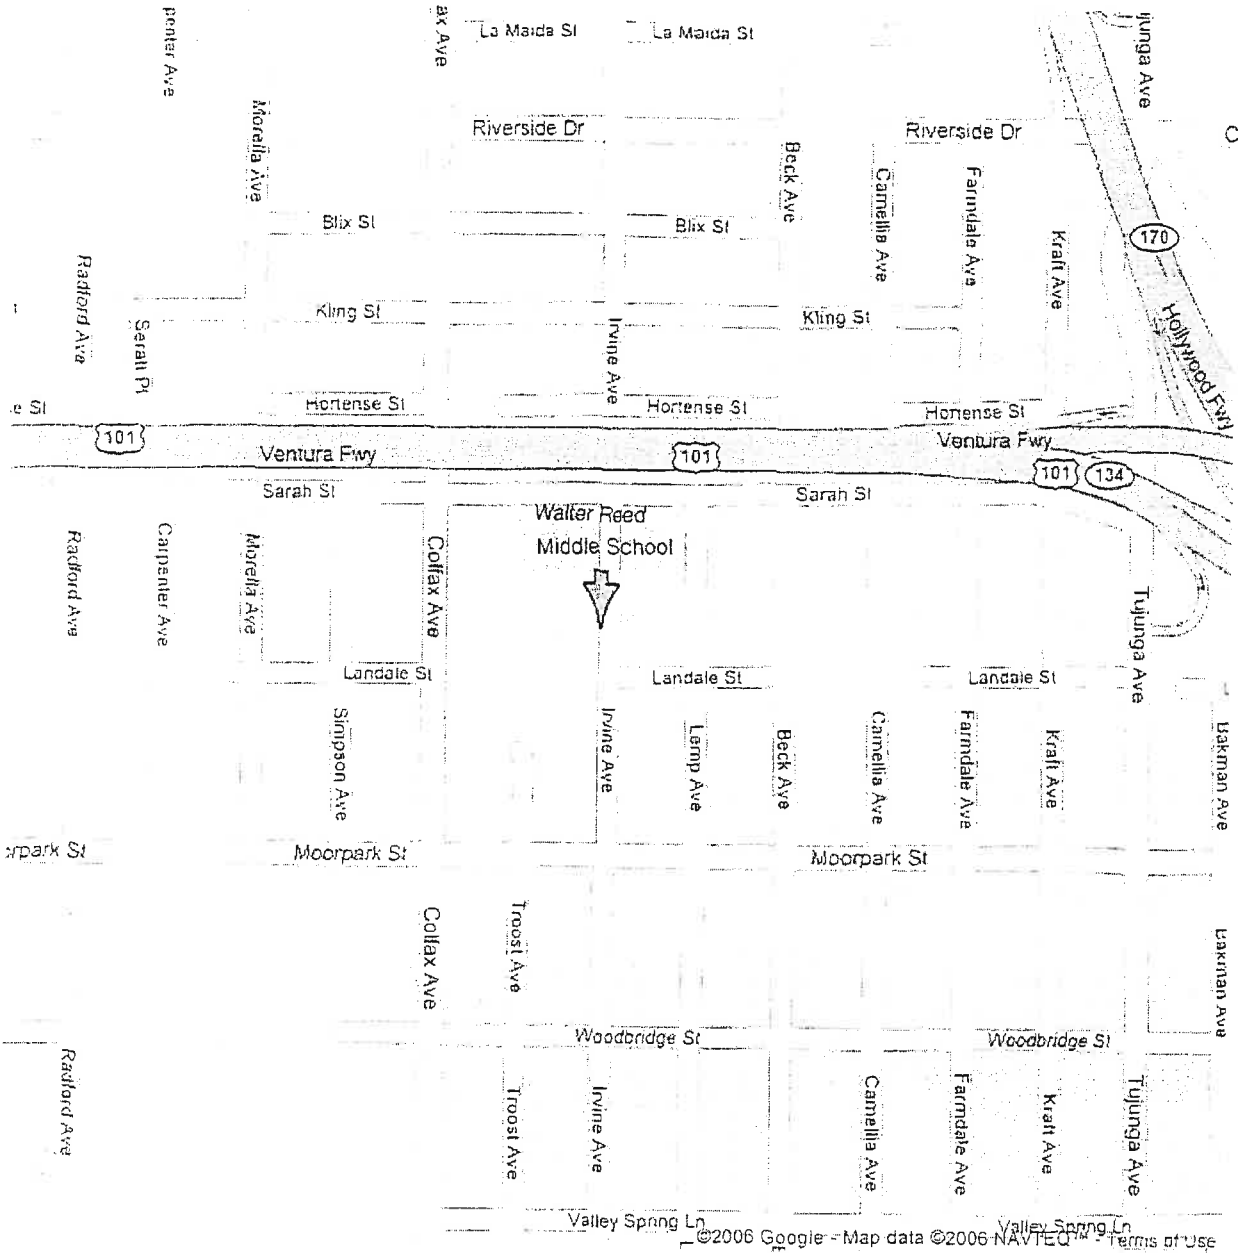 La Maida St
La Maida St
Morella Ave
Riverside Dr
Riverside Dr
Beck Ave
Camellia Ave
Farmdale Ave
Blix St
Blix St
Kraft Ave
170
Radford Ave
Kling St
Kling St
Sarah Pl
Irvine Ave
Hollywood Fwy
Hortense St
Hortense St
Hortense St
101
Ventura Fwy
101
Ventura Fwy
101
134
Sarah St
Sarah St
Walter Reed
Middle School
Radford Ave
Carpenter Ave
Morella Ave
Colfax Ave
Tujunga Ave
Landale St
Landale St
Landale St
Simpson Ave
Irvine Ave
Lemp Ave
Beck Ave
Camellia Ave
Farmdale Ave
Kraft Ave
Bakman Ave
Moorpark St
Moorpark St
Colfax Ave
Troost Ave
Bakman Ave
Woodbridge St
Woodbridge St
Radford Ave
Troost Ave
Irvine Ave
Camellia Ave
Farmdale Ave
Kraft Ave
Tujunga Ave
Valley Spring Ln
Valley Spring Ln
©2006 Google - Map data ©2006 NAVTEQ™ - Terms of Use